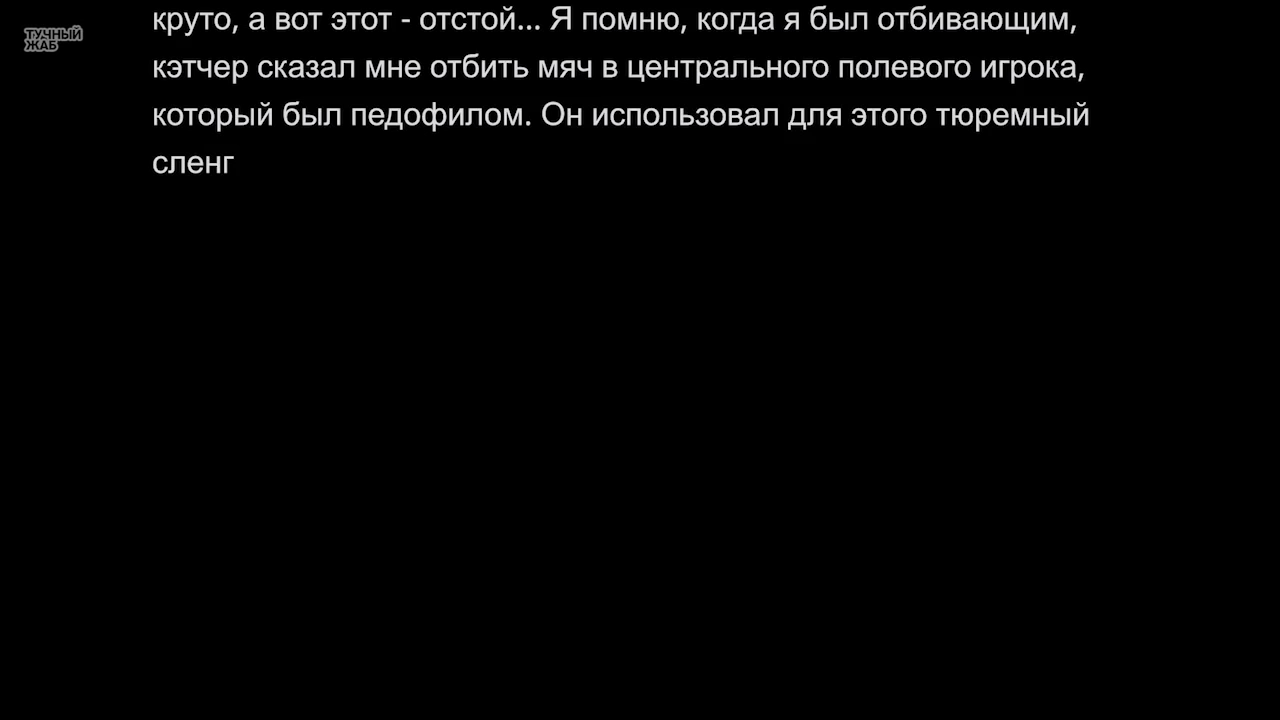 ТУЧНЫЙ
ЖАБ
круто, а вот этот - отстой... Я помню, когда я был отбивающим,
кэтчер сказал мне отбить мяч в центрального полевого игрока,
который был педофилом. Он использовал для этого тюремный
сленг